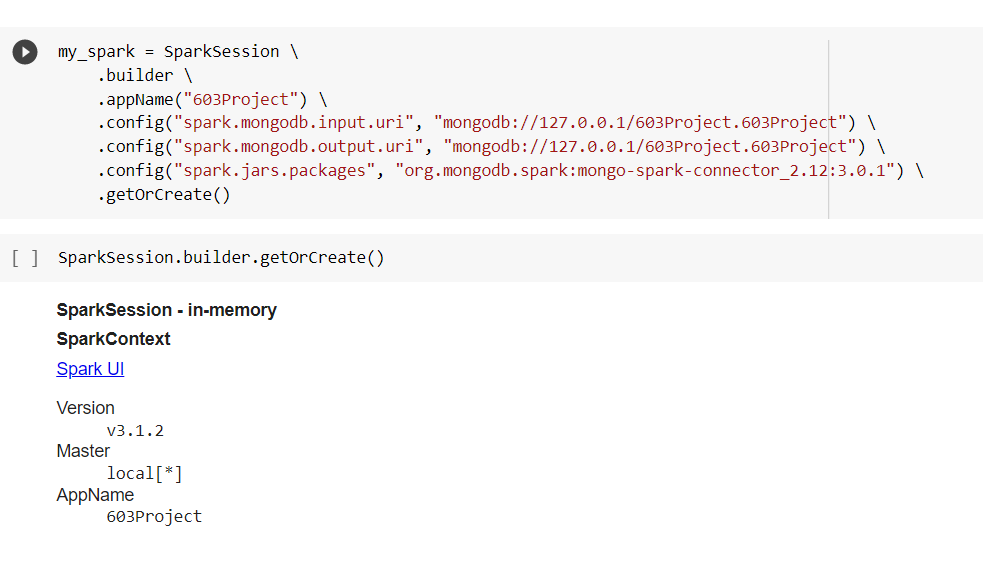 my_spark = SparkSession \
    .builder \
    .appName("603Project") \
    .config("spark.mongodb.input.uri", "mongodb://127.0.0.1/603Project.603Project") \
    .config("spark.mongodb.output.uri", "mongodb://127.0.0.1/603Project.603Project") \
    .config("spark.jars.packages", "org.mongodb.spark:mongo-spark-connector_2.12:3.0.1") \
    .getOrCreate()
[ ] SparkSession.builder.getOrCreate()
SparkSession - in-memory
SparkContext
Spark UI
Version
v3.1.2
Master
local[*]
AppName
603Project